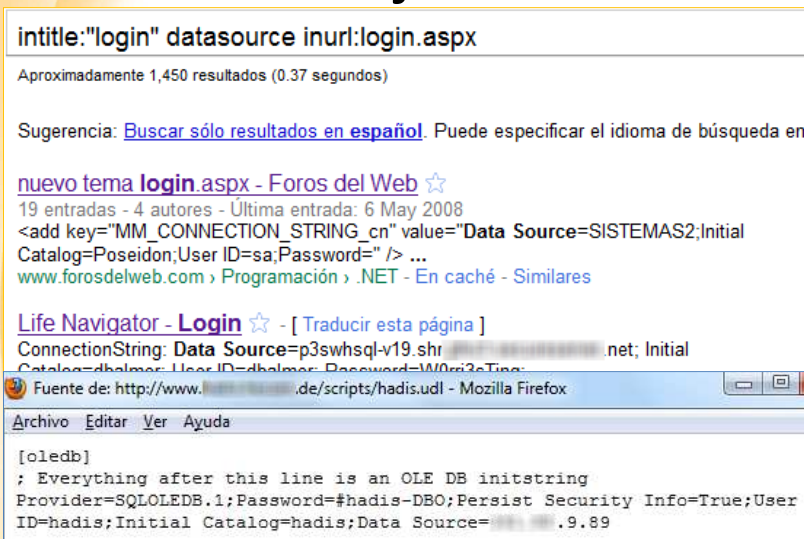 intitle:"login" datasource inurl:login.aspx
Aproximadamente 1,450 resultados (0.37 segundos)
Sugerencia: Buscar sólo resultados en español. Puede especificar el idioma de búsqueda en
nuevo tema login.aspx - Foros del Web
19 entradas - 4 autores - Última entrada: 6 May 2008
<add key="MM_CONNECTION_STRING_cn" value="Data Source=SISTEMAS2;Initial
Catalog=Poseidon;User ID=sa;Password=" /> ...
www.forosdelweb.com › Programación › .NET - En caché - Similares
Life Navigator - Login - [ Traducir esta página ]
ConnectionString: Data Source=p3swhsql-v19.shr .net; Initial
Fuente de: http://www. .de/scripts/hadis.udl - Mozilla Firefox
Archivo Editar Ver Ayuda
[oledb]
; Everything after this line is an OLE DB initstring
Provider=SQLOLEDB.1;Password=#hadis-DBO;Persist Security Info=True;User
ID=hadis;Initial Catalog=hadis;Data Source= .9.89